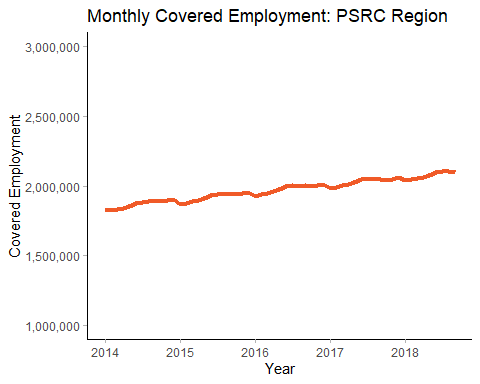 Monthly Covered Employment: PSRC Region
3,000,000
2,500,000
2,000,000
1,500,000
1,000,000
Covered Employment
2014 2015 2016 2017 2018
Year